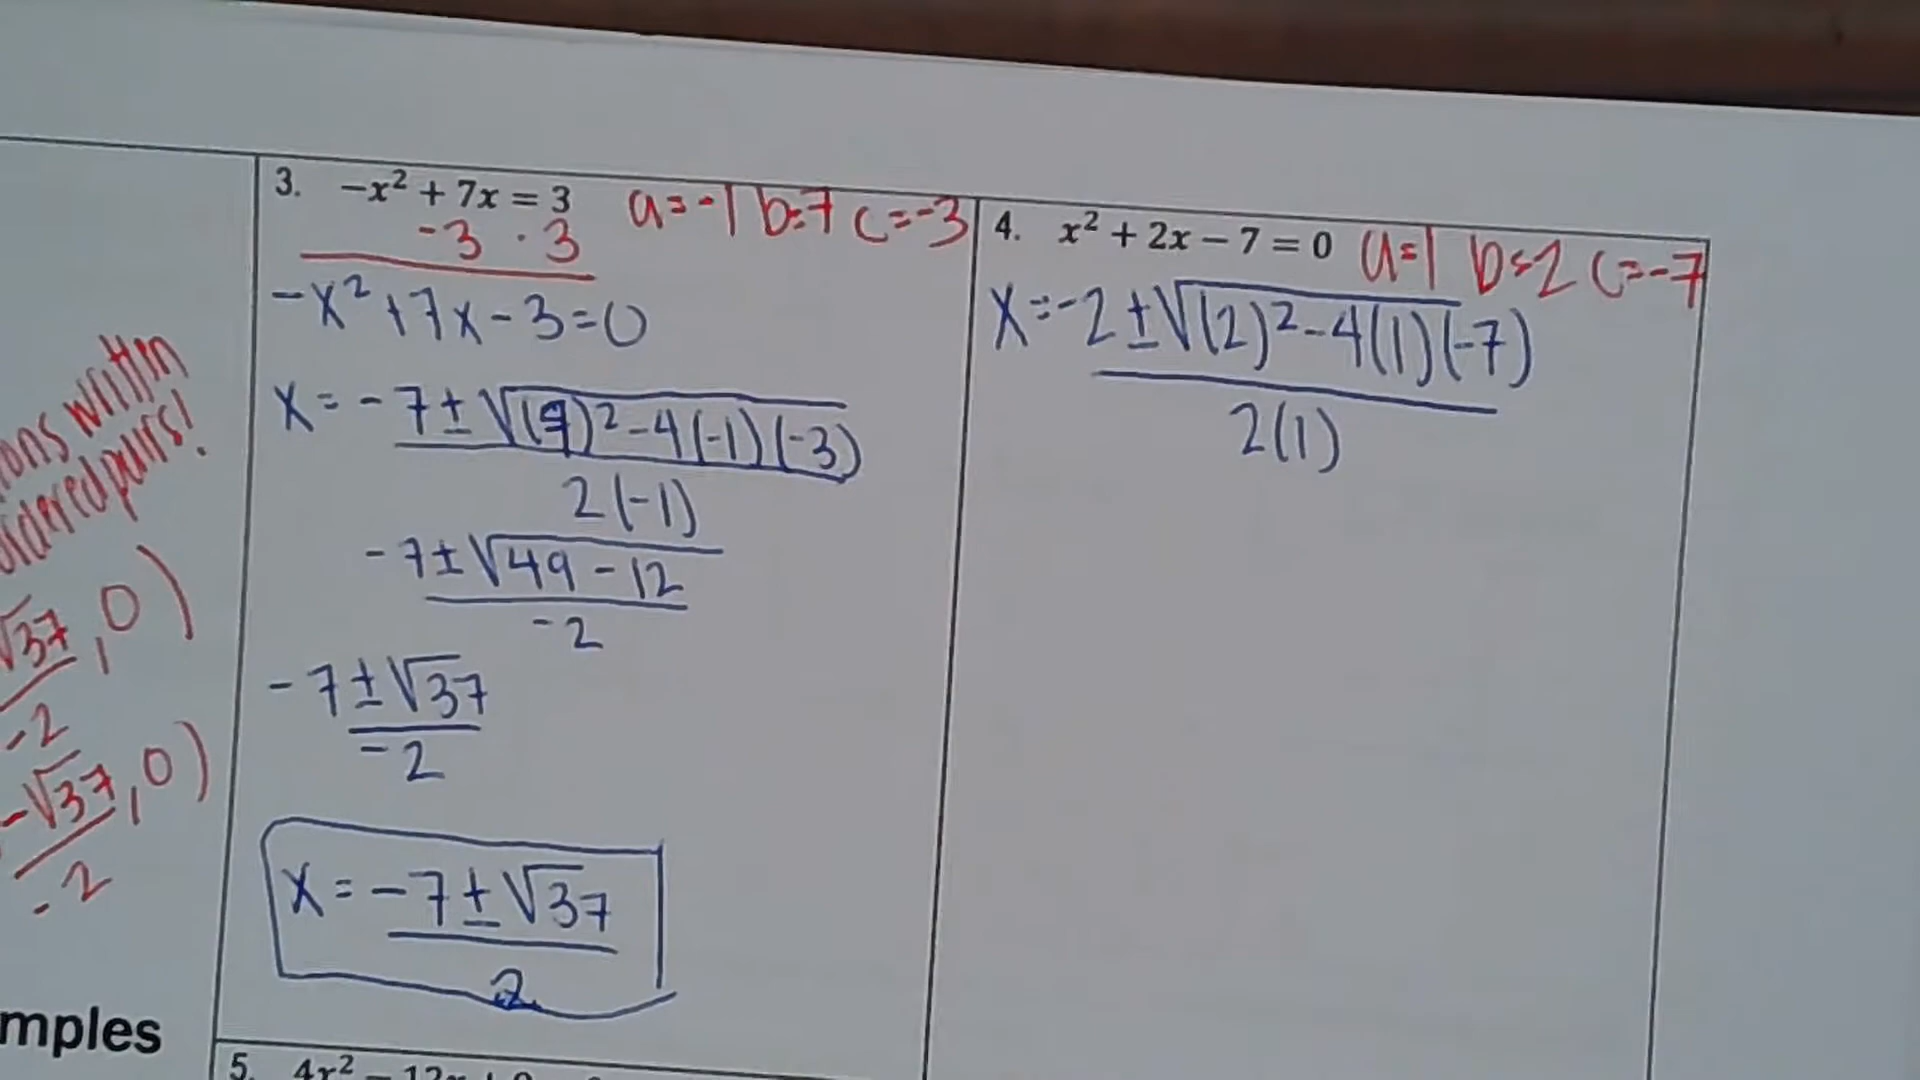 ons written
ordered pairs!
√37, 0)
-2
-√37, 0)
-2
mples
3. -x² + 7x = 3 a=-1 b=7 c=-3
-3 -3
-x²+7x-3=0
x = -7±√(7)²-4(-1)(-3)
2(-1)
-7±√49-12
-2
-7±√37
-2
x = -7±√37
2
4. x² + 2x - 7 = 0 a=1 b=2 c=-7
x=-2±√(2)²-4(1)(-7)
2(1)
5. 4x² - 12x